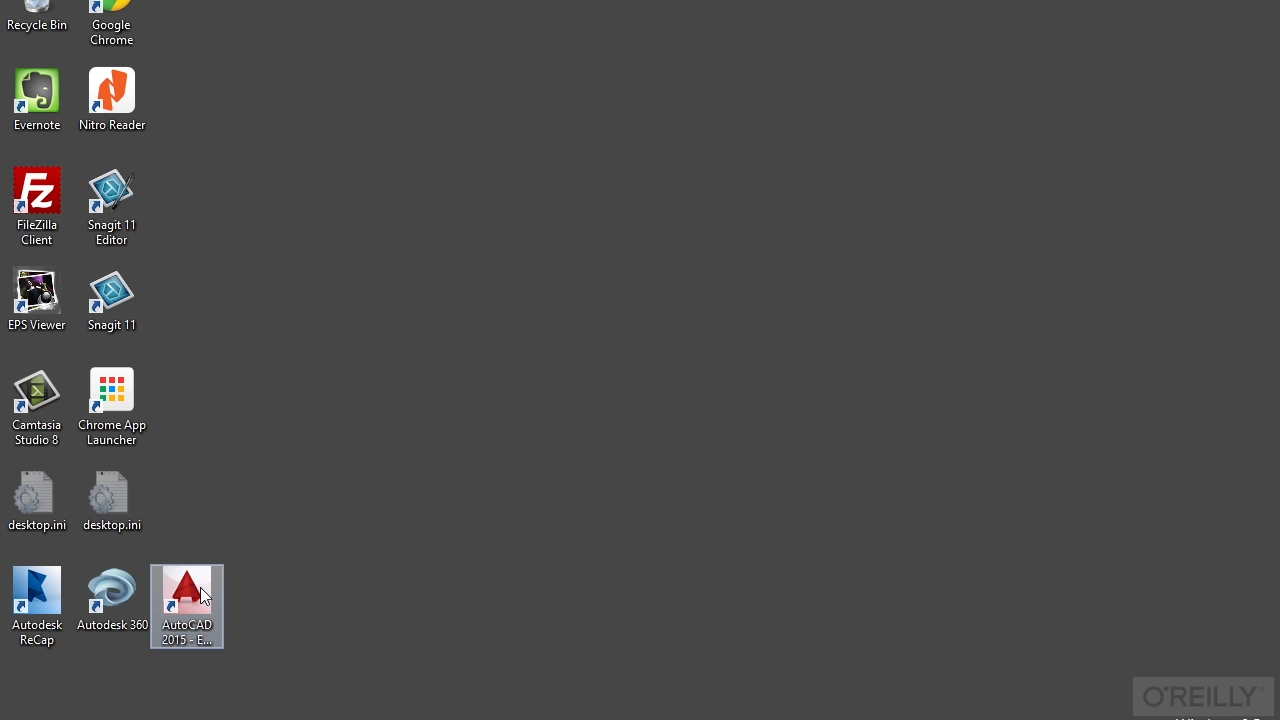 Recycle Bin
Google
Chrome
Evernote
Nitro Reader
FileZilla
Client
Snagit 11
Editor
EPS Viewer
Snagit 11
Camtasia
Studio 8
Chrome App
Launcher
desktop.ini
desktop.ini
Autodesk
ReCap
Autodesk 360
AutoCAD
2015 - E...
O'REILLY